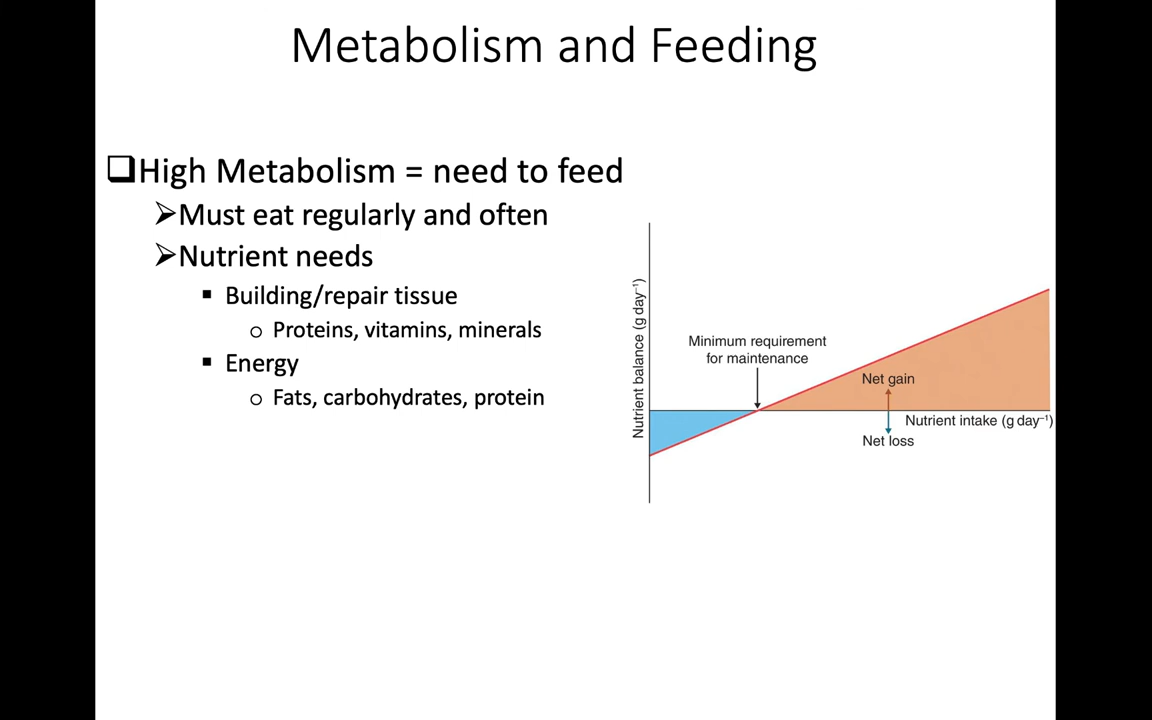 Metabolism and Feeding
High Metabolism = need to feed
Must eat regularly and often
Nutrient needs
Building/repair tissue
Proteins, vitamins, minerals
Energy
Fats, carbohydrates, protein
Nutrient balance (g day⁻¹)
Minimum requirement
for maintenance
Net gain
Nutrient intake (g day⁻¹)
Net loss